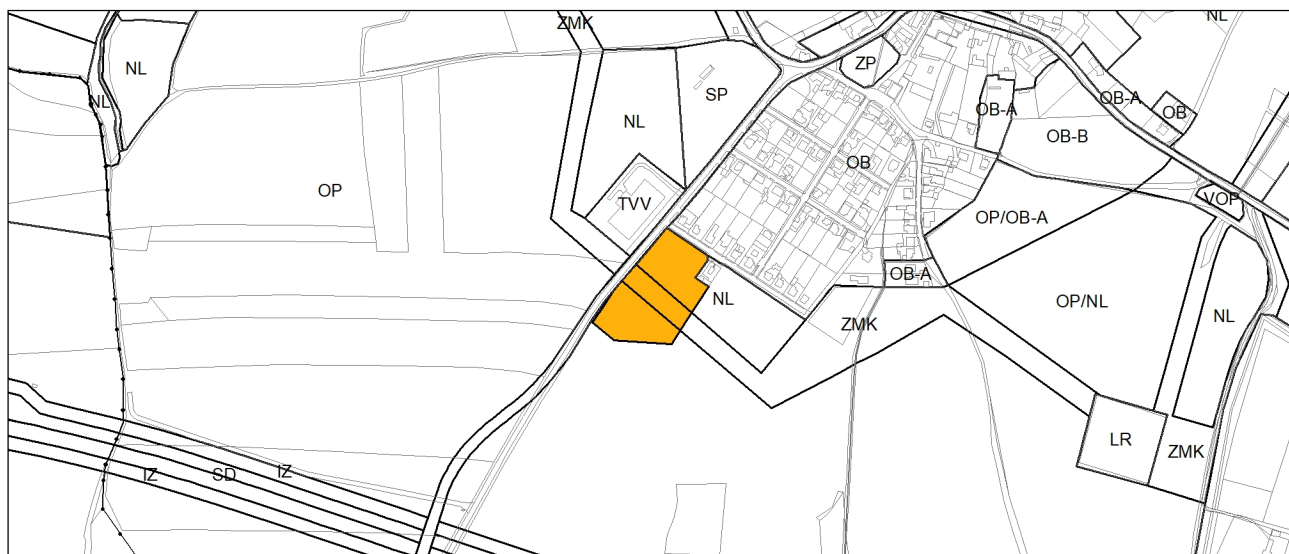 NL
ZMK
NL
ZP
SP
NL
NL
OB-A
OB-A
OB
OB-B
OB
OP
TVV
VOP
OP/OB-A
OB-A
NL
OP/NL
NL
ZMK
LR
ZMK
IZ
SD
IZ